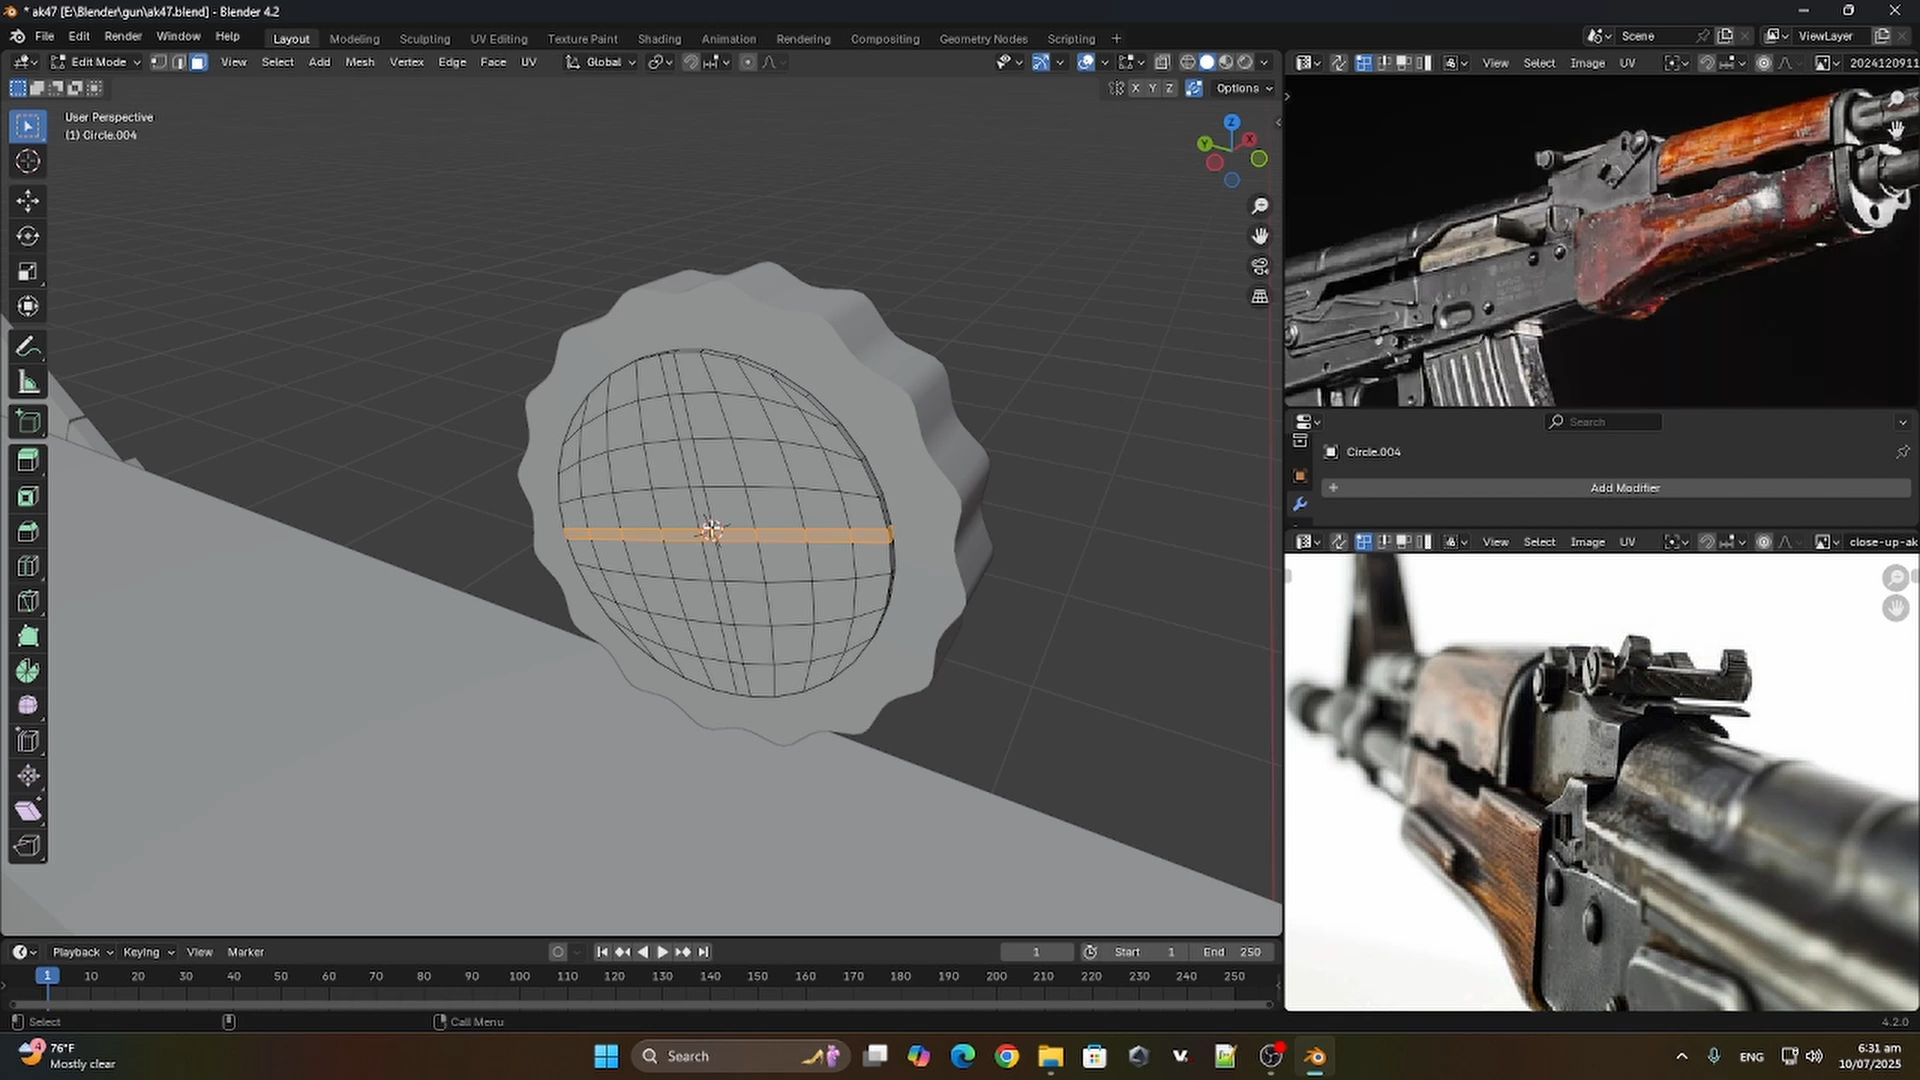 * ak47 [E:\Blender\gun\ak47.blend] - Blender 4.2
File Edit Render Window Help
Layout Modeling Sculpting UV Editing Texture Paint Shading Animation Rendering Compositing Geometry Nodes Scripting +
Scene
ViewLayer
Edit Mode View Select Add Mesh Vertex Edge Face UV Global
View Select Image UV 2024120911
X Y Z Options
User Perspective
(1) Circle.004
Z
Y
X
Search
Circle.004
+ Add Modifier
View Select Image UV close-up-ak
Playback Keying View Marker
1 Start 1 End 250
1 10 20 30 40 50 60 70 80 90 100 110 120 130 140 150 160 170 180 190 200 210 220 230 240 250
Select
Call Menu
4.2.0
4
76°F
Mostly clear
Search
ENG
6:31 am
10/07/2025